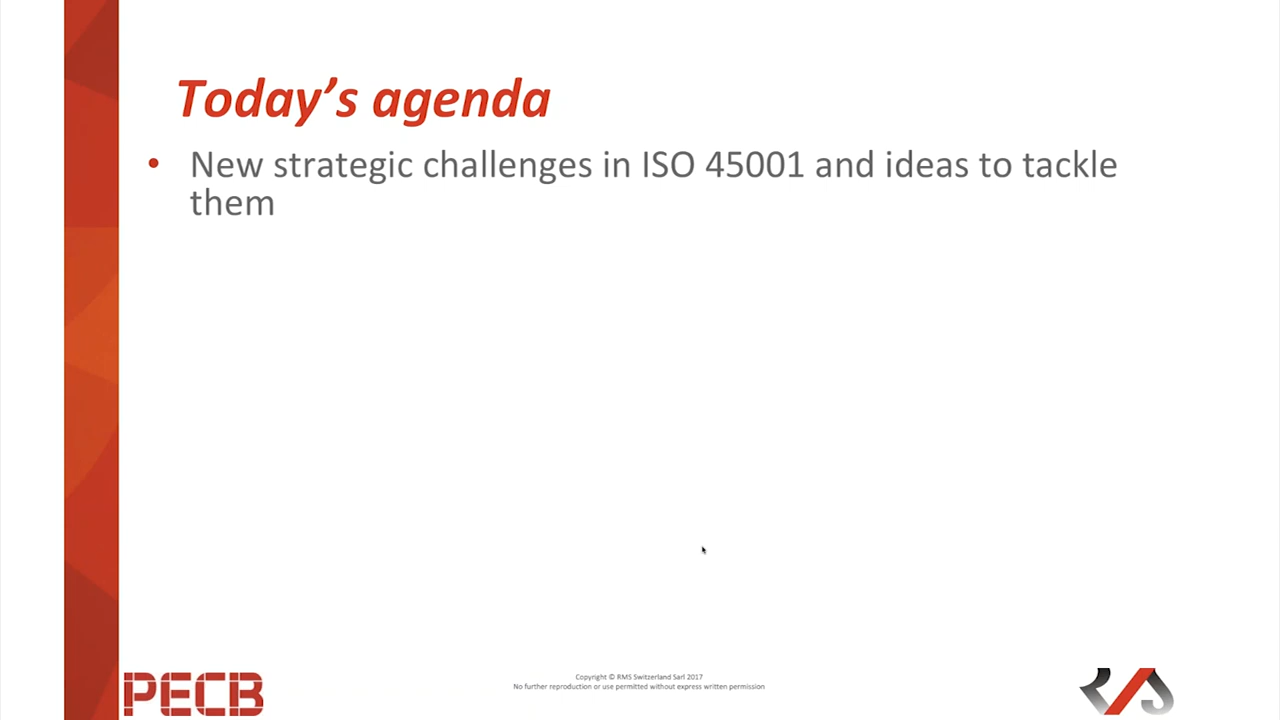 Today’s agenda
• New strategic challenges in ISO 45001 and ideas to tackle
them
PECB
Copyright © RMS Switzerland Sarl 2017
No further reproduction or use permitted without express written permission
RMS